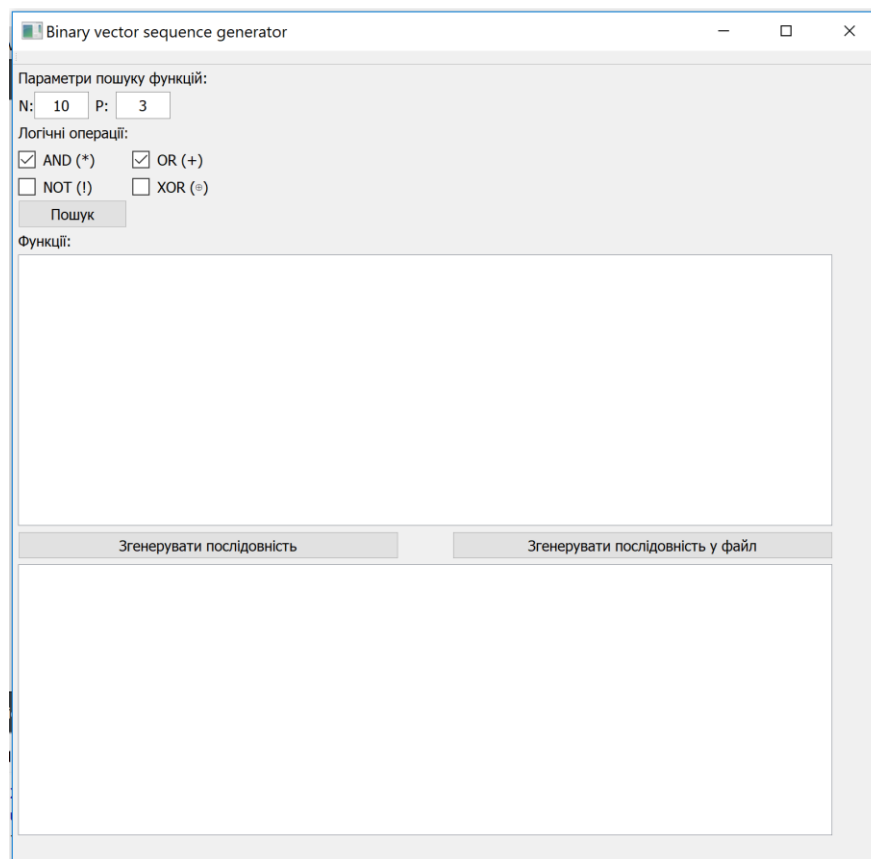 Binary vector sequence generator
Параметри пошуку функцій:
N: 10 P: 3
Логічні операції:
AND (*) OR (+)
NOT (!) XOR (⊕)
Пошук
Функції:
Згенерувати послідовність Згенерувати послідовність у файл